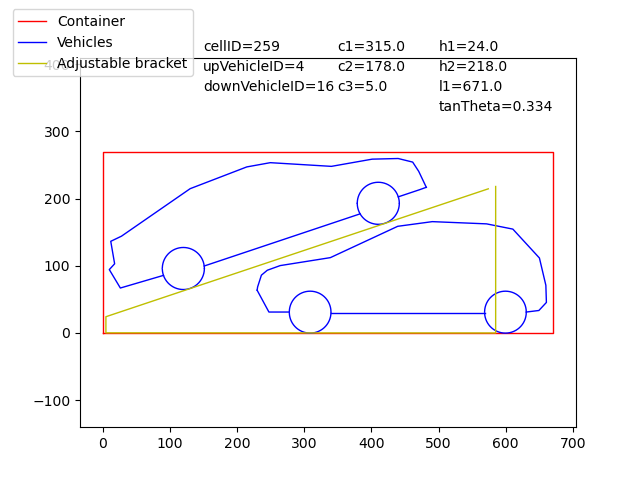 Container
Vehicles
Adjustable bracket
cellID=259 c1=315.0 h1=24.0
upVehicleID=4 c2=178.0 h2=218.0
downVehicleID=16 c3=5.0 l1=671.0
tanTheta=0.334
400
300
200
100
0
−100
0 100 200 300 400 500 600 700